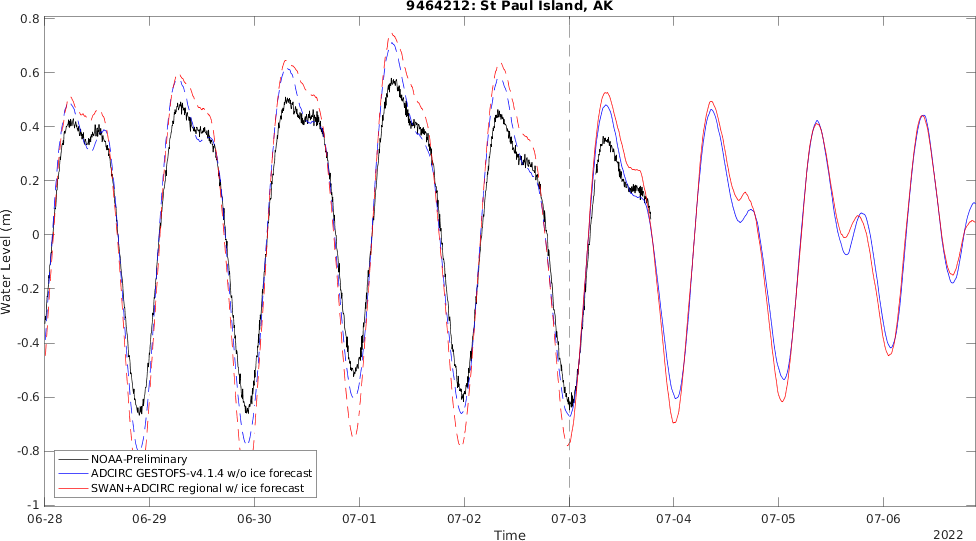 9464212: St Paul Island, AK
Water Level (m)
0.8
0.6
0.4
0.2
0
-0.2
-0.4
-0.6
-0.8
-1
NOAA-Preliminary
ADCIRC GESTOFS-v4.1.4 w/o ice forecast
SWAN+ADCIRC regional w/ ice forecast
06-28 06-29 06-30 07-01 07-02 07-03 07-04 07-05 07-06
Time
2022